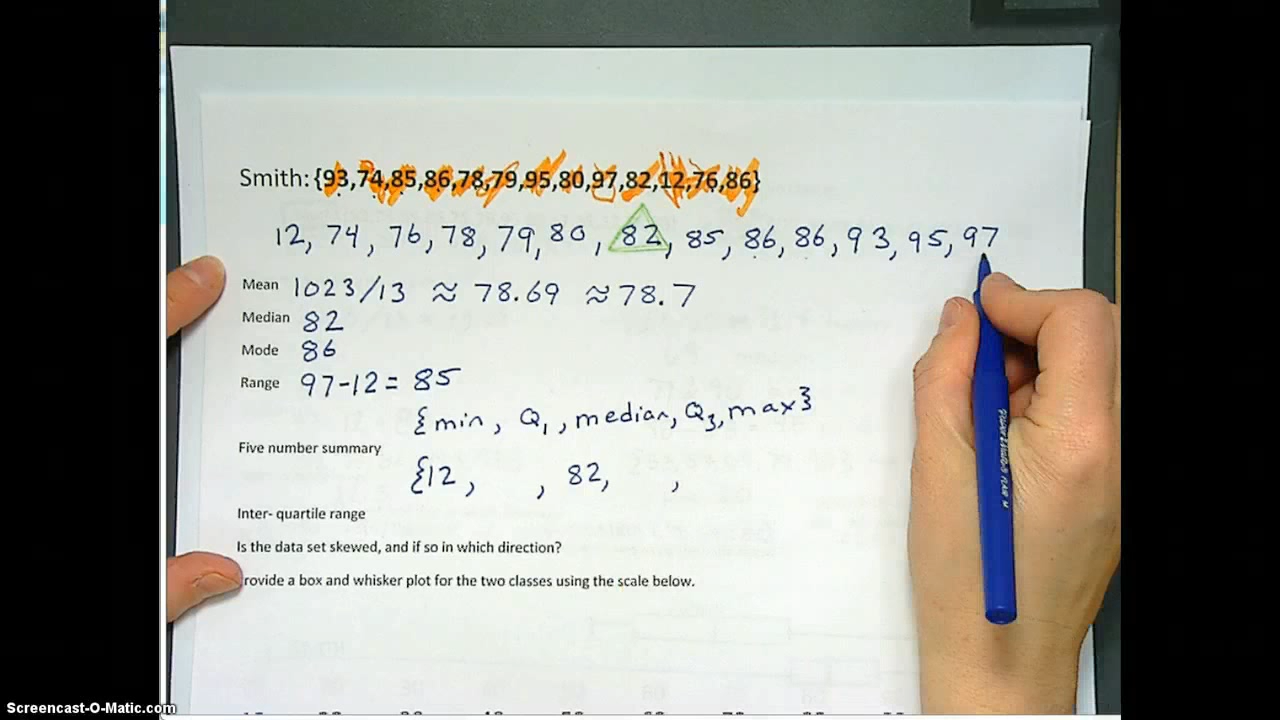 Smith: {93,74,85,86,78,79,95,80,97,82,12,76,86}
12, 74, 76, 78, 79, 80, 82, 85, 86, 86, 93, 95, 97
Mean 1023/13 ≈ 78.69 ≈ 78.7
Median 82
Mode 86
Range 97-12 = 85
{min, Q1, median, Q3, max}
Five number summary
{12, , 82, ,
Inter- quartile range
Is the data set skewed, and if so in which direction?
rovide a box and whisker plot for the two classes using the scale below.
Screencast-O-Matic.com